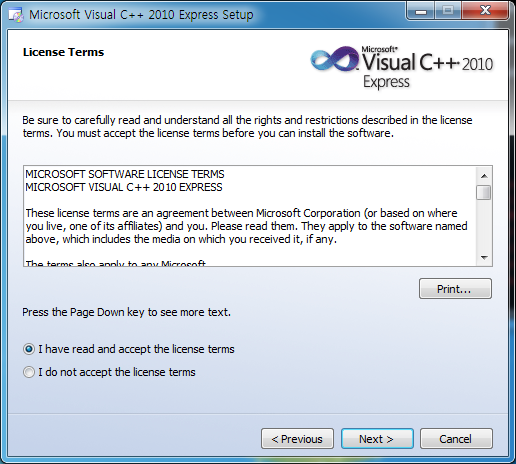 Microsoft Visual C++ 2010 Express Setup
License Terms
Microsoft®
Visual C++ 2010
Express
Be sure to carefully read and understand all the rights and restrictions described in the license
terms. You must accept the license terms before you can install the software.
MICROSOFT SOFTWARE LICENSE TERMS
MICROSOFT VISUAL C++ 2010 EXPRESS
These license terms are an agreement between Microsoft Corporation (or based on where
you live, one of its affiliates) and you. Please read them. They apply to the software named
above, which includes the media on which you received it, if any.
The terms also apply to any Microsoft
Print...
Press the Page Down key to see more text.
I have read and accept the license terms
I do not accept the license terms
< Previous
Next >
Cancel